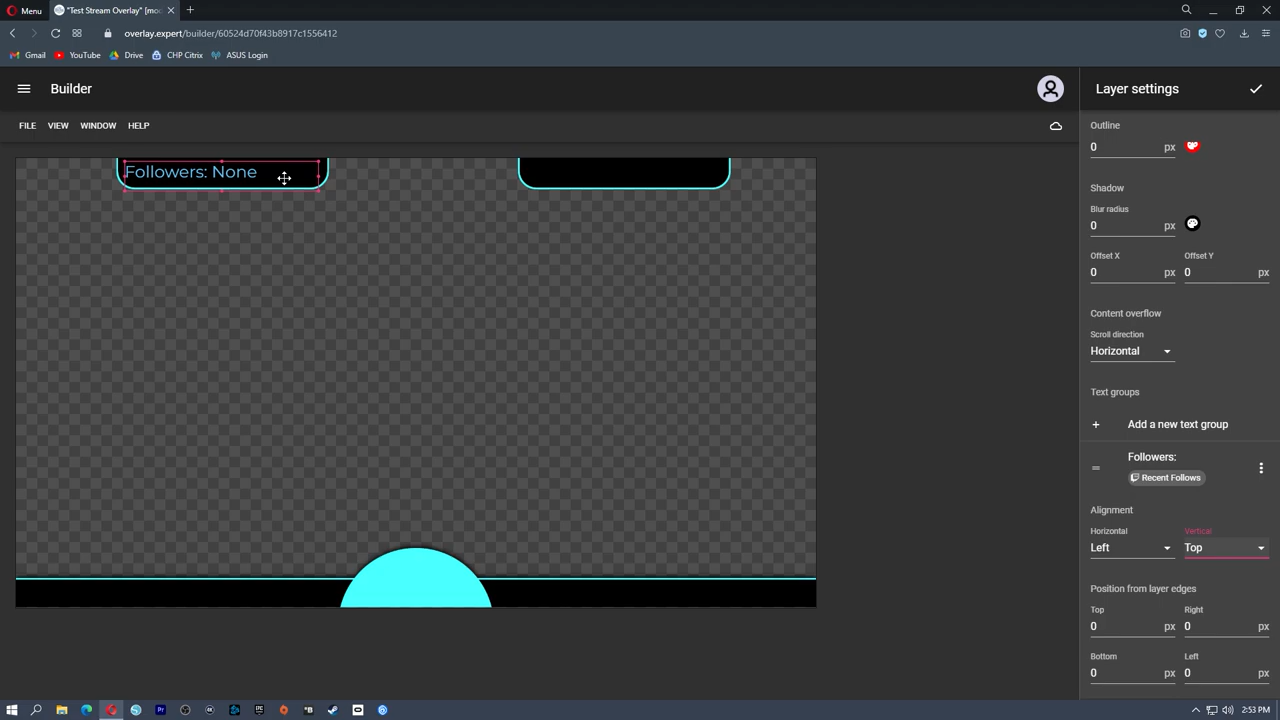 Menu
"Test Stream Overlay" [mod
overlay.expert/builder/60524d70f43b8917c1556412
Gmail
YouTube
Drive
CHP Citrix
ASUS Login
Builder
Layer settings
FILE
VIEW
WINDOW
HELP
Outline
0 px
Followers: None
Shadow
Blur radius
0 px
Offset X
Offset Y
0 px
0 px
Content overflow
Scroll direction
Horizontal
Text groups
+ Add a new text group
Followers:
Recent Follows
Alignment
Horizontal
Vertical
Left
Top
Position from layer edges
Top
Right
0 px
0 px
Bottom
Left
0 px
0 px
2:53 PM